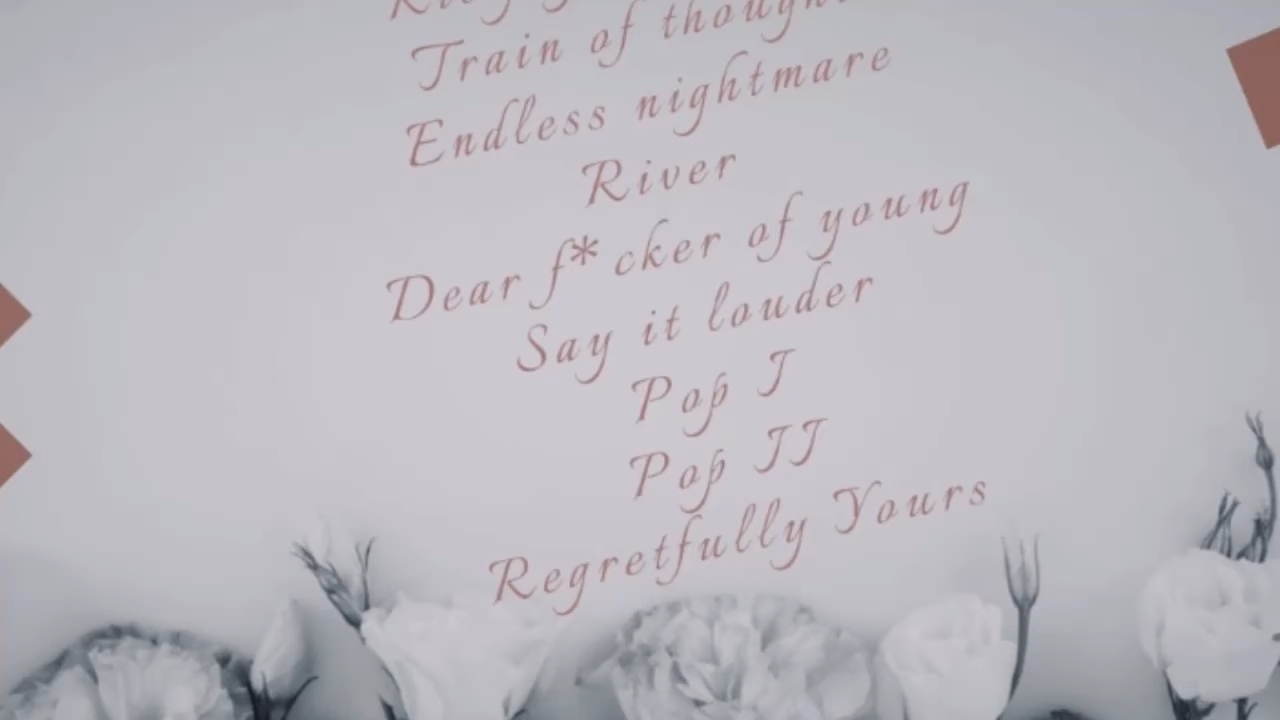 Train of thought
Endless nightmare
River
Dear f*cker of young
Say it louder
Pop I
Pop II
Regretfully Yours